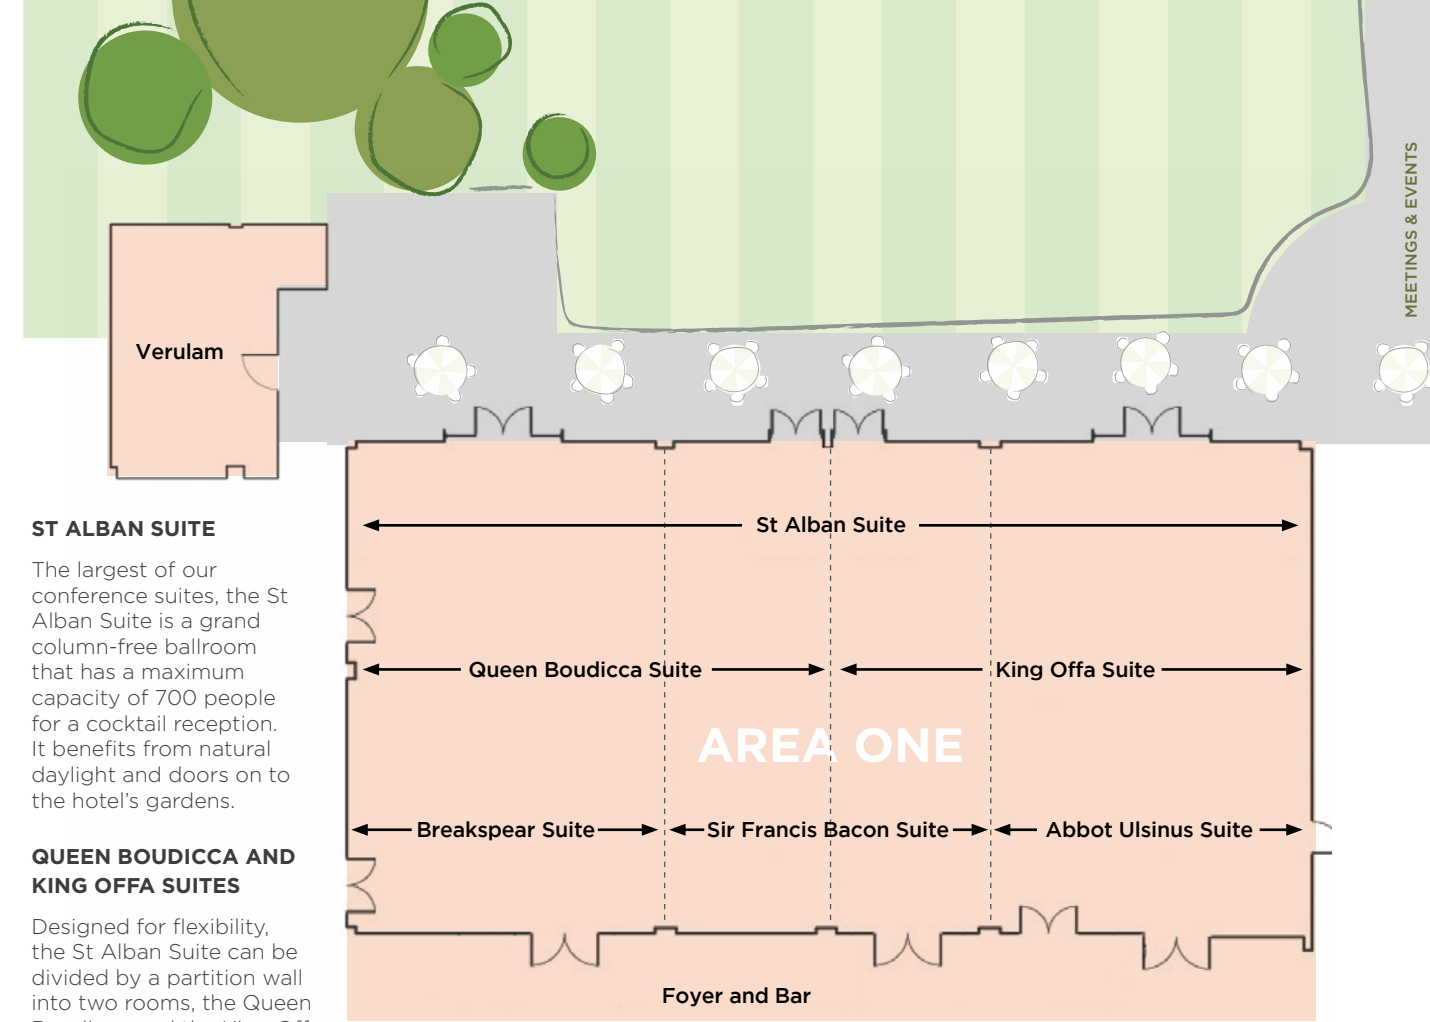 MEETINGS & EVENTS
Verulam
St Alban Suite
Queen Boudicca Suite
King Offa Suite
AREA ONE
Breakspear Suite
Sir Francis Bacon Suite
Abbot Ulsinus Suite
Foyer and Bar
ST ALBAN SUITE
The largest of our
conference suites, the St
Alban Suite is a grand
column-free ballroom
that has a maximum
capacity of 700 people
for a cocktail reception.
It benefits from natural
daylight and doors on to
the hotel’s gardens.
QUEEN BOUDICCA AND
KING OFFA SUITES
Designed for flexibility,
the St Alban Suite can be
divided by a partition wall
into two rooms, the Queen